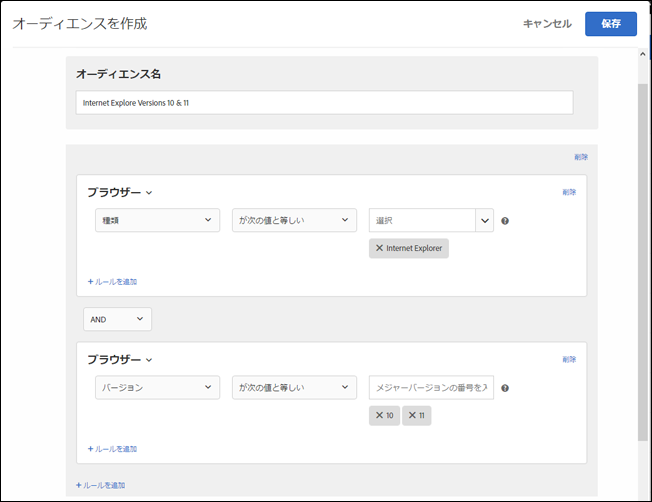 オーディエンスを作成 キャンセル 保存
オーディエンス名
Internet Explore Versions 10 & 11
削除
ブラウザー 削除
種類 が次の値と等しい 選択
Internet Explorer
+ ルールを追加
AND
ブラウザー 削除
バージョン が次の値と等しい メジャーバージョンの番号を入
10 11
+ ルールを追加
+ ルールを追加